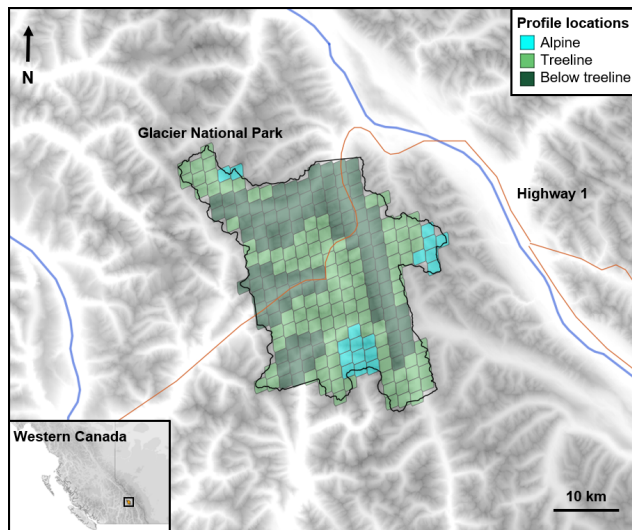 Profile locations
Alpine
Treeline
Below treeline
N
Glacier National Park
Highway 1
Western Canada
10 km